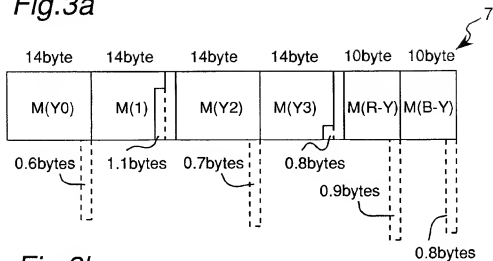 Fig.3a
7
14byte 14byte 14byte 14byte 10byte 10byte
M(Y0) M(1) M(Y2) M(Y3) M(R-Y) M(B-Y)
0.6bytes 1.1bytes 0.7bytes 0.8bytes
0.9bytes
0.8bytes